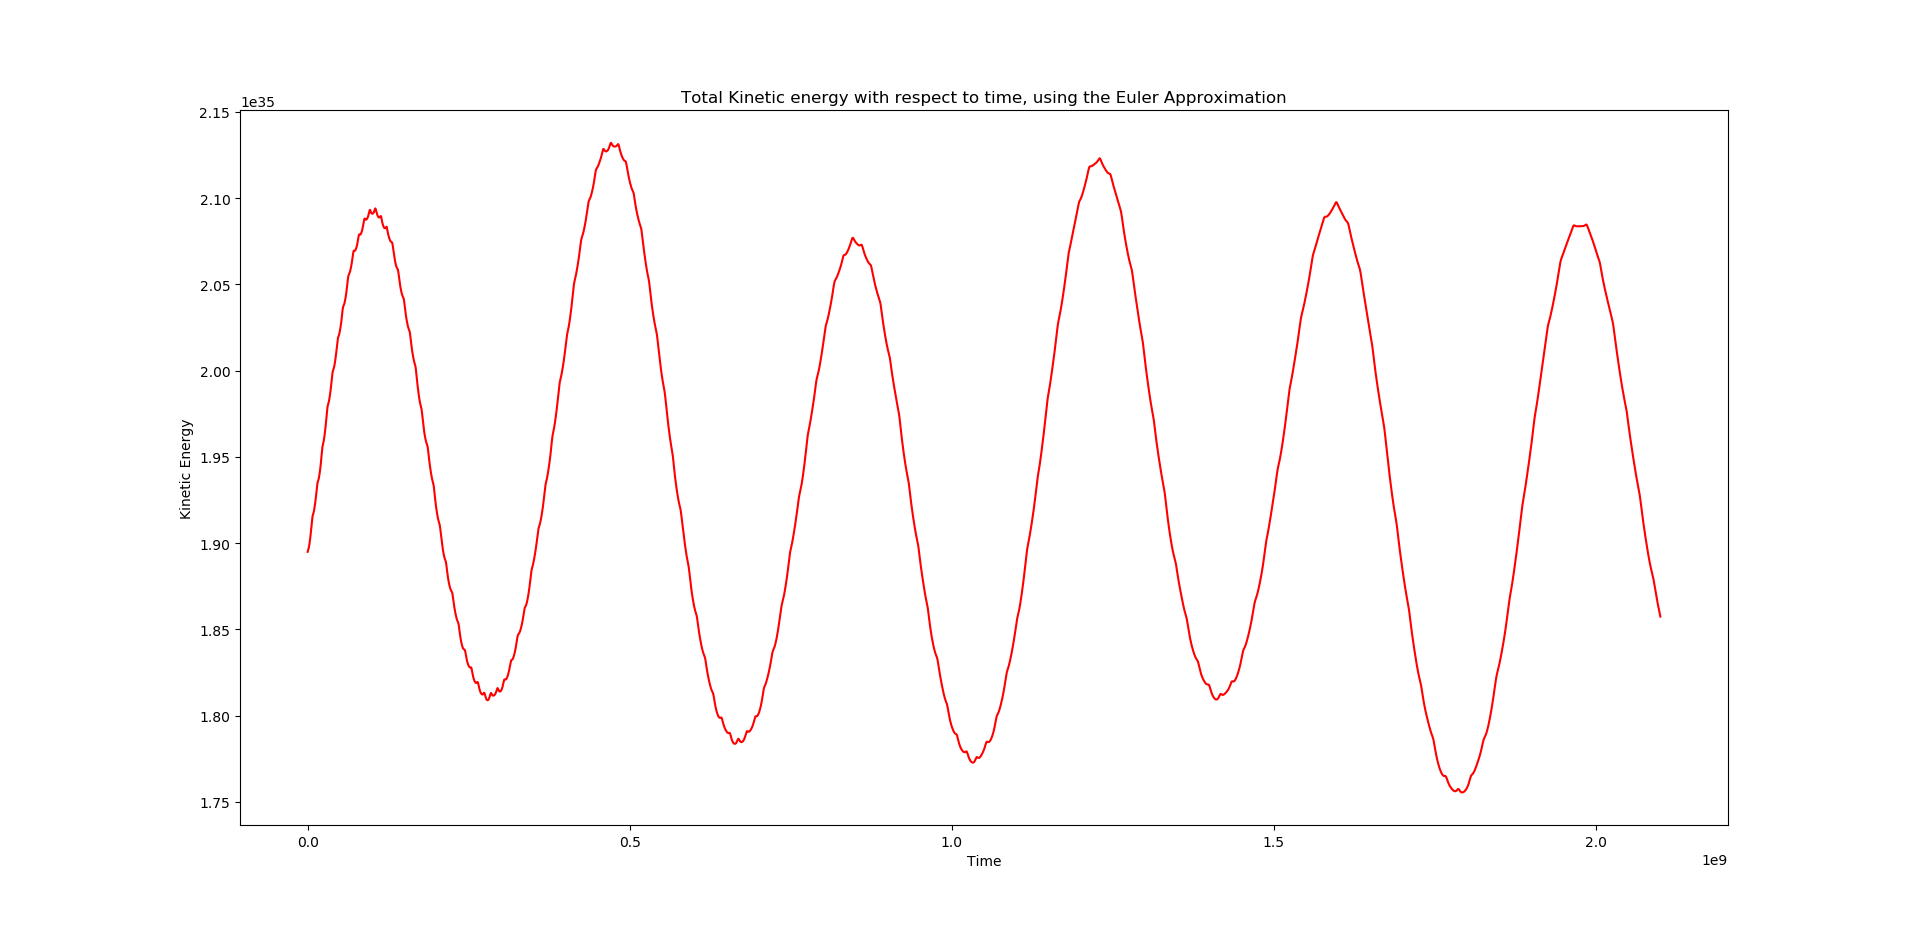 Total Kinetic energy with respect to time, using the Euler Approximation
1e35
2.15
2.10
2.05
2.00
1.95
1.90
1.85
1.80
1.75
Kinetic Energy
0.0 0.5 1.0 1.5 2.0
Time
1e9